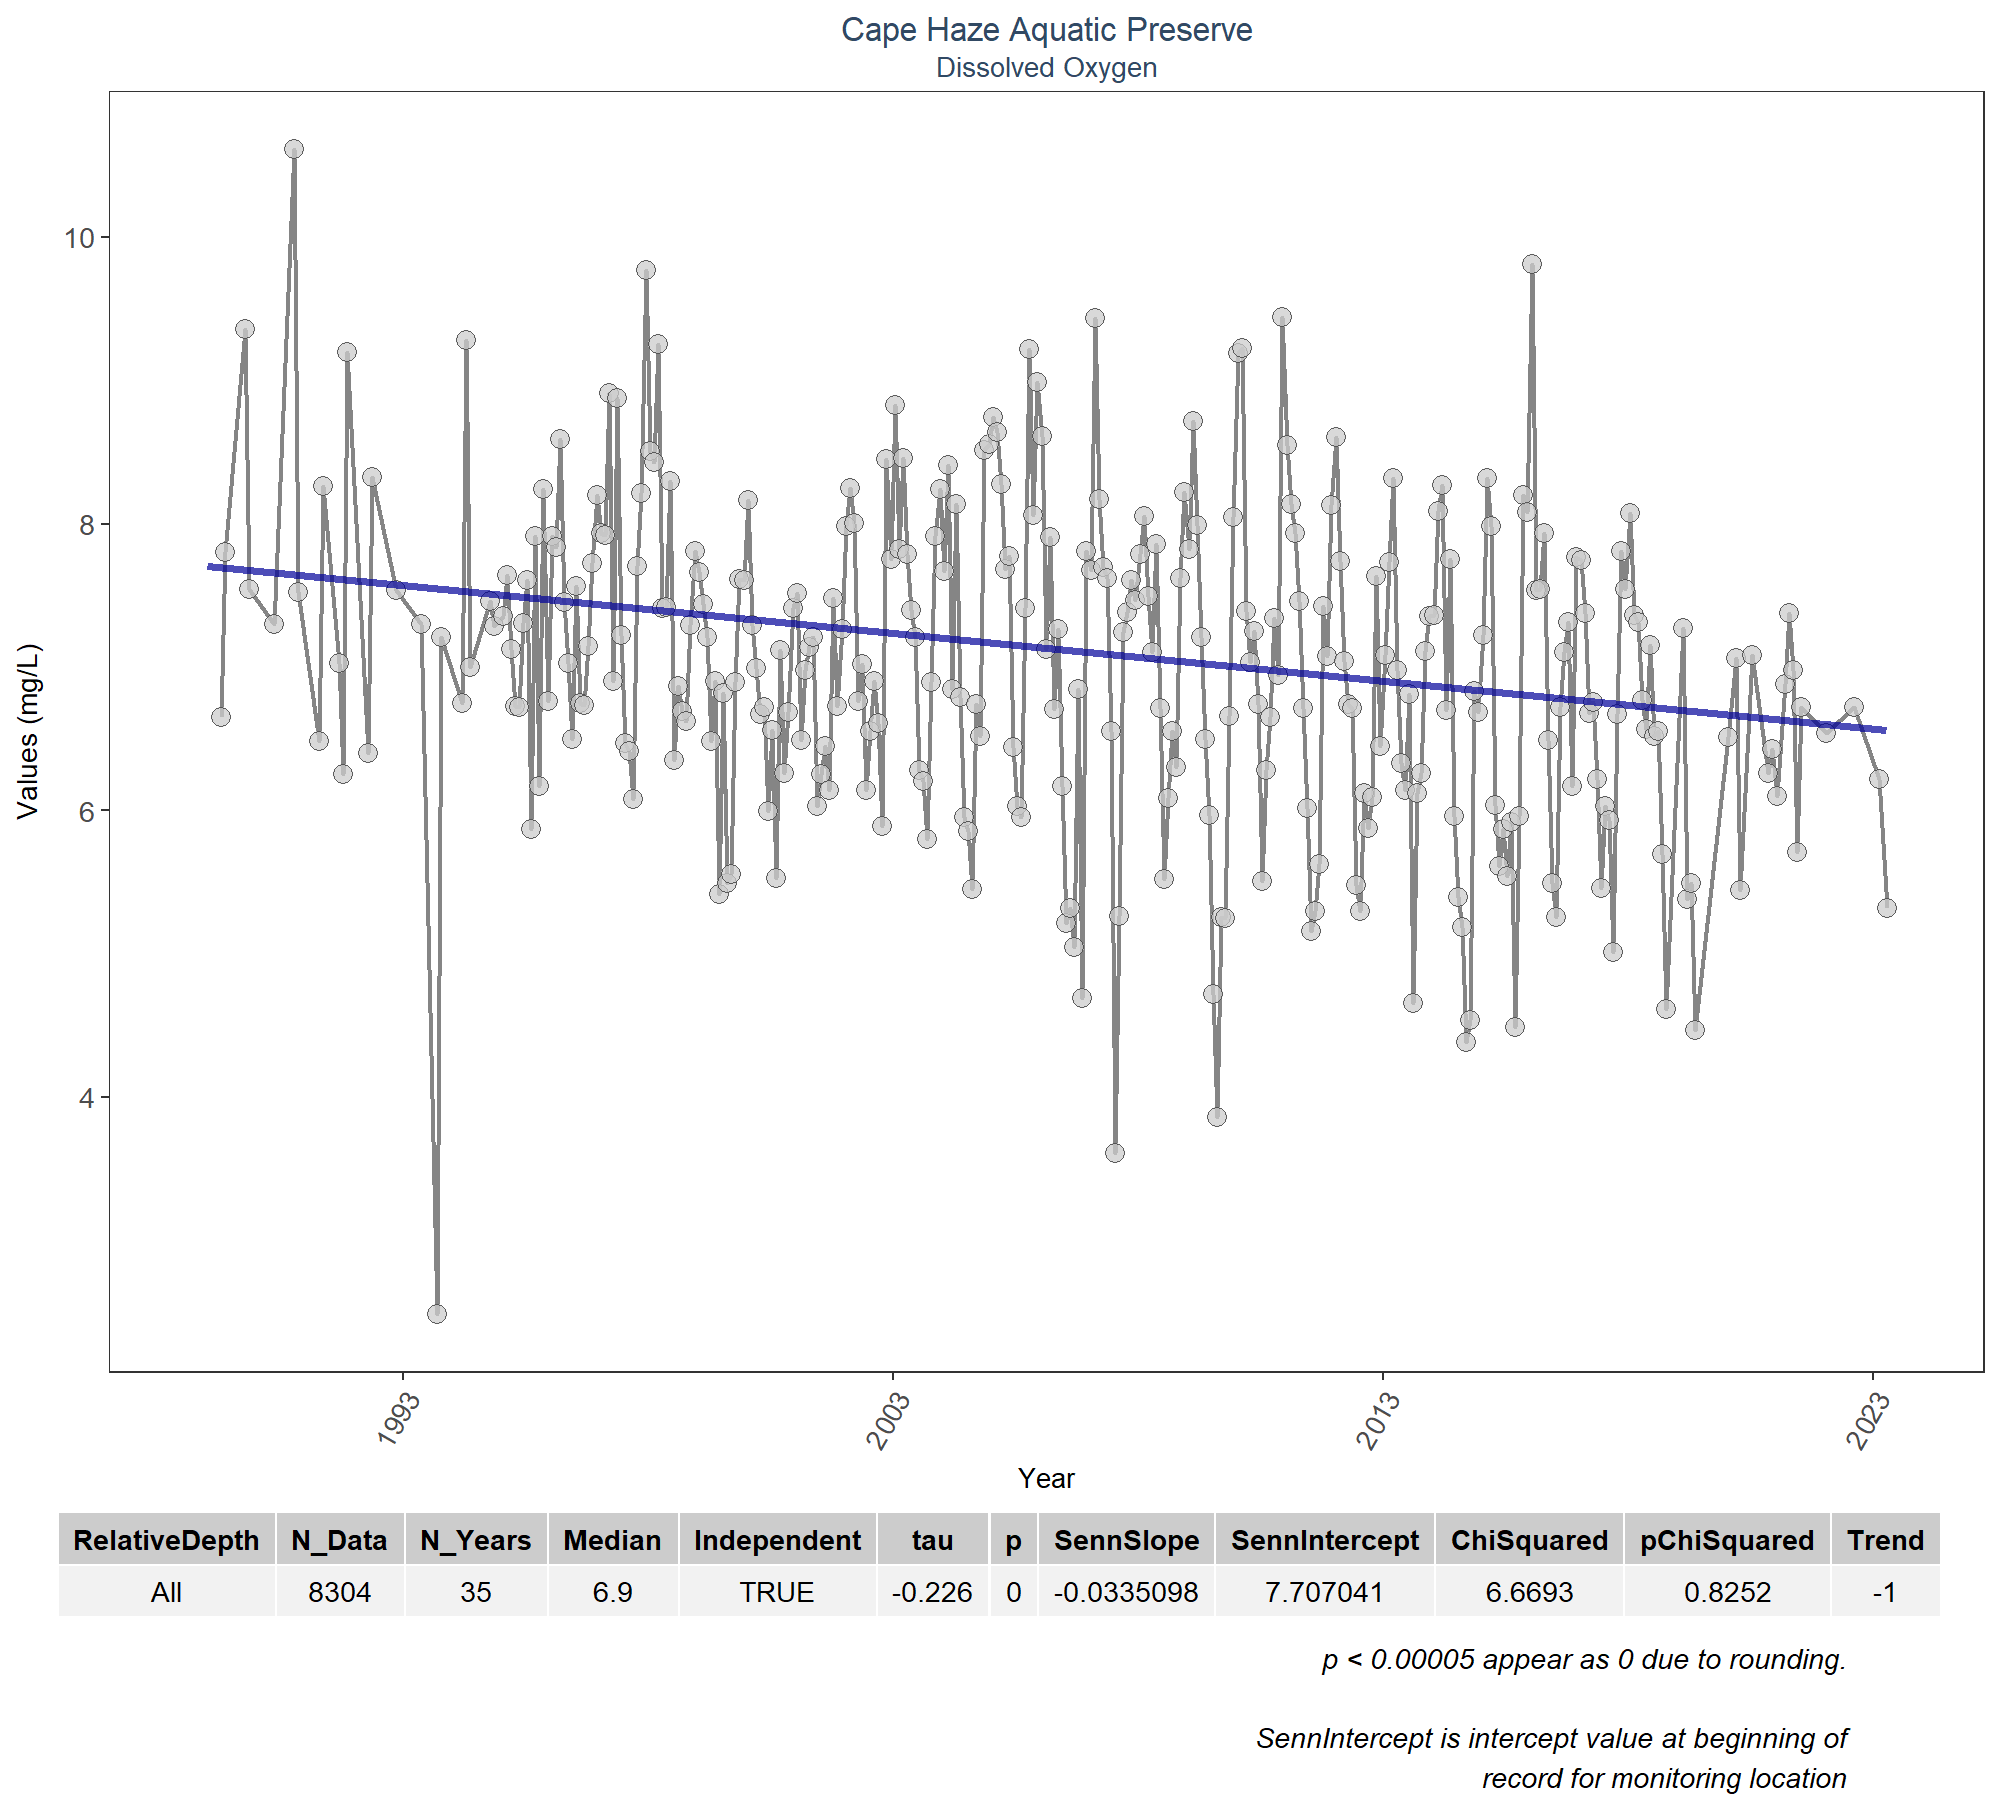 Cape Haze Aquatic Preserve
Dissolved Oxygen
Values (mg/L)
10
8
6
4
1993
2003
2013
2023
Year
RelativeDepth N_Data N_Years Median Independent tau p SennSlope SennIntercept ChiSquared pChiSquared Trend
All 8304 35 6.9 TRUE -0.226 0 -0.0335098 7.707041 6.6693 0.8252 -1
p < 0.00005 appear as 0 due to rounding.
SennIntercept is intercept value at beginning of
record for monitoring location